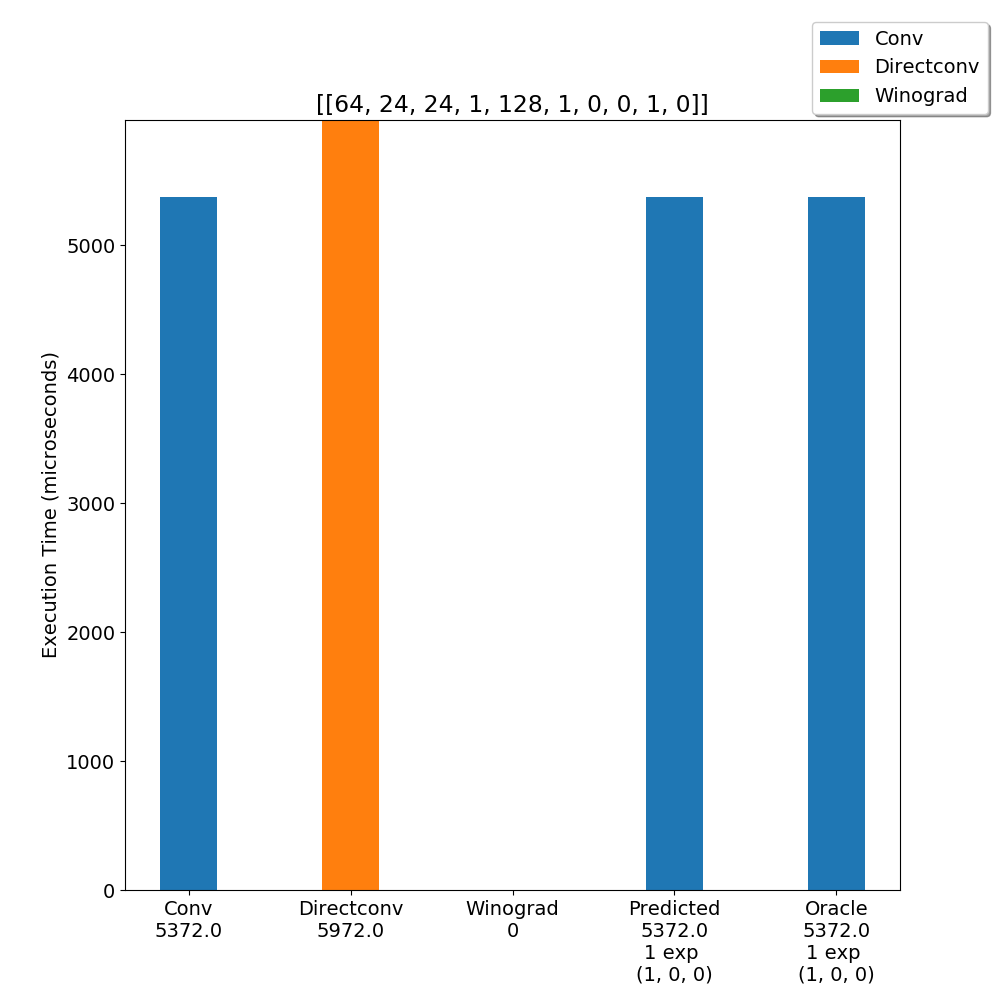 Conv
Directconv
Winograd
[[64, 24, 24, 1, 128, 1, 0, 0, 1, 0]]
Execution Time (microseconds)
5000
4000
3000
2000
1000
0
Conv
5372.0
Directconv
5972.0
Winograd
0
Predicted
5372.0
1 exp
(1, 0, 0)
Oracle
5372.0
1 exp
(1, 0, 0)